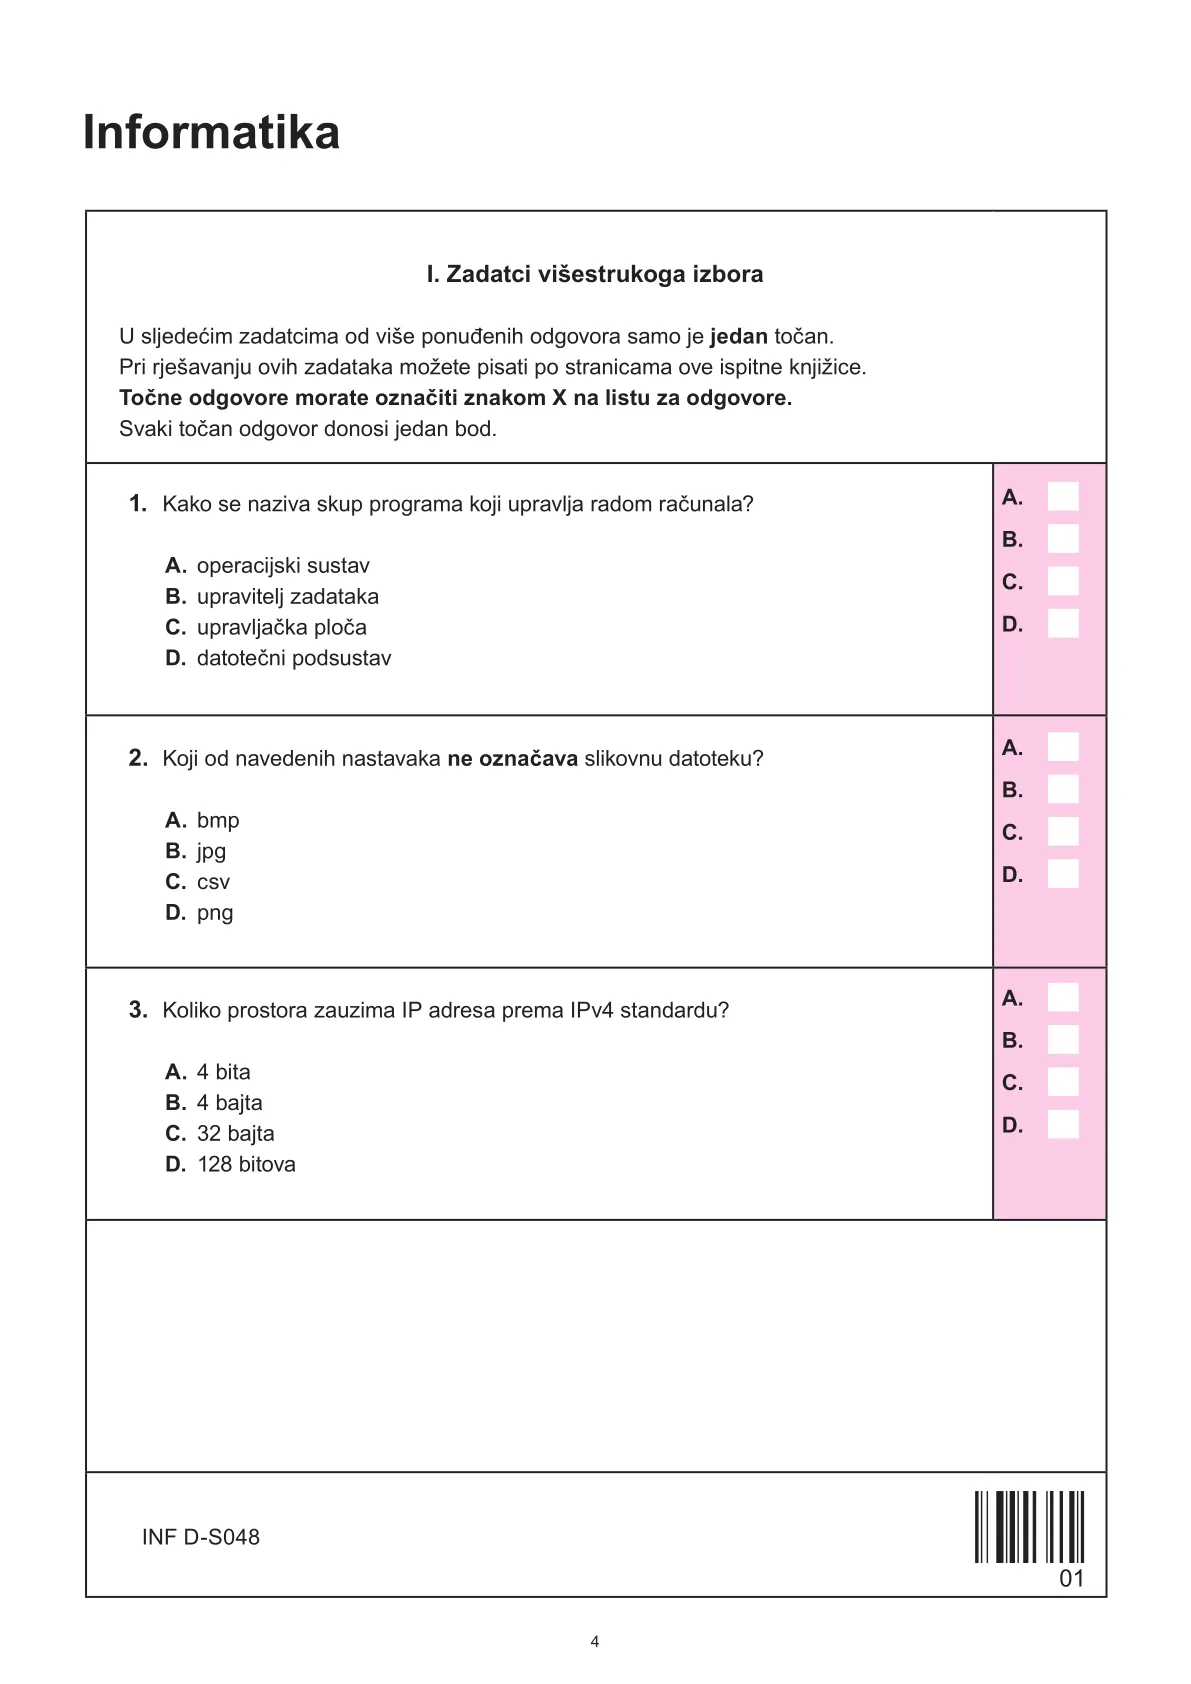 Informatika
I. Zadatci višestrukoga izbora
U sljedećim zadatcima od više ponuđenih odgovora samo je jedan točan.
Pri rješavanju ovih zadataka možete pisati po stranicama ove ispitne knjižice.
Točne odgovore morate označiti znakom X na listu za odgovore.
Svaki točan odgovor donosi jedan bod.
1. Kako se naziva skup programa koji upravlja radom računala?
A. operacijski sustav
B. upravitelj zadataka
C. upravljačka ploča
D. datotečni podsustav
A.
B.
C.
D.
2. Koji od navedenih nastavaka ne označava slikovnu datoteku?
A. bmp
B. jpg
C. csv
D. png
A.
B.
C.
D.
3. Koliko prostora zauzima IP adresa prema IPv4 standardu?
A. 4 bita
B. 4 bajta
C. 32 bajta
D. 128 bitova
A.
B.
C.
D.
INF D-S048
01
4